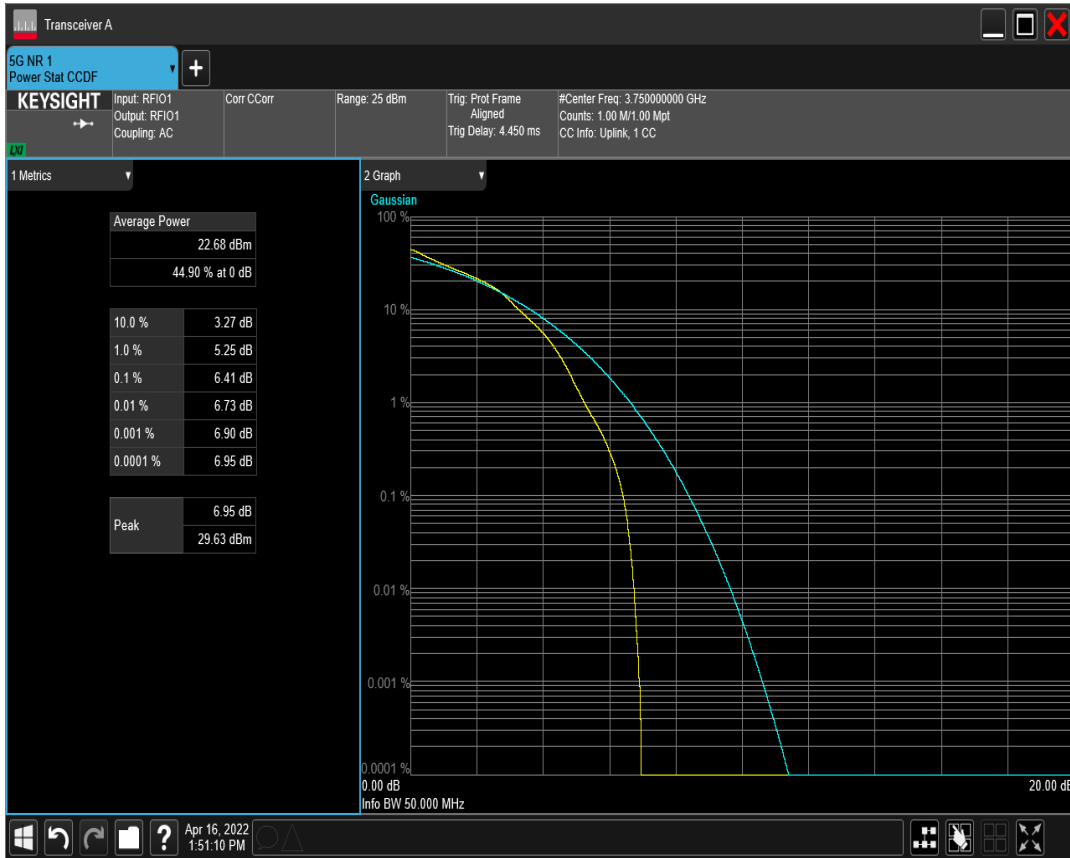 Transceiver A
5G NR 1
Power Stat CCDF
KEYSIGHT
LXI
Input: RFIO1
Output: RFIO1
Coupling: AC
Corr CCorr
Range: 25 dBm
Trig: Prot Frame
Aligned
Trig Delay: 4.450 ms
#Center Freq: 3.750000000 GHz
Counts: 1.00 M/1.00 Mpt
CC Info: Uplink, 1 CC
1 Metrics
Average Power
22.68 dBm
44.90 % at 0 dB
10.0 % 3.27 dB
1.0 % 5.25 dB
0.1 % 6.41 dB
0.01 % 6.73 dB
0.001 % 6.90 dB
0.0001 % 6.95 dB
Peak
6.95 dB
29.63 dBm
2 Graph
Gaussian
100 %
10 %
1 %
0.1 %
0.01 %
0.001 %
0.0001 %
0.00 dB
20.00 dB
Info BW 50.000 MHz
?
Apr 16, 2022
1:51:10 PM